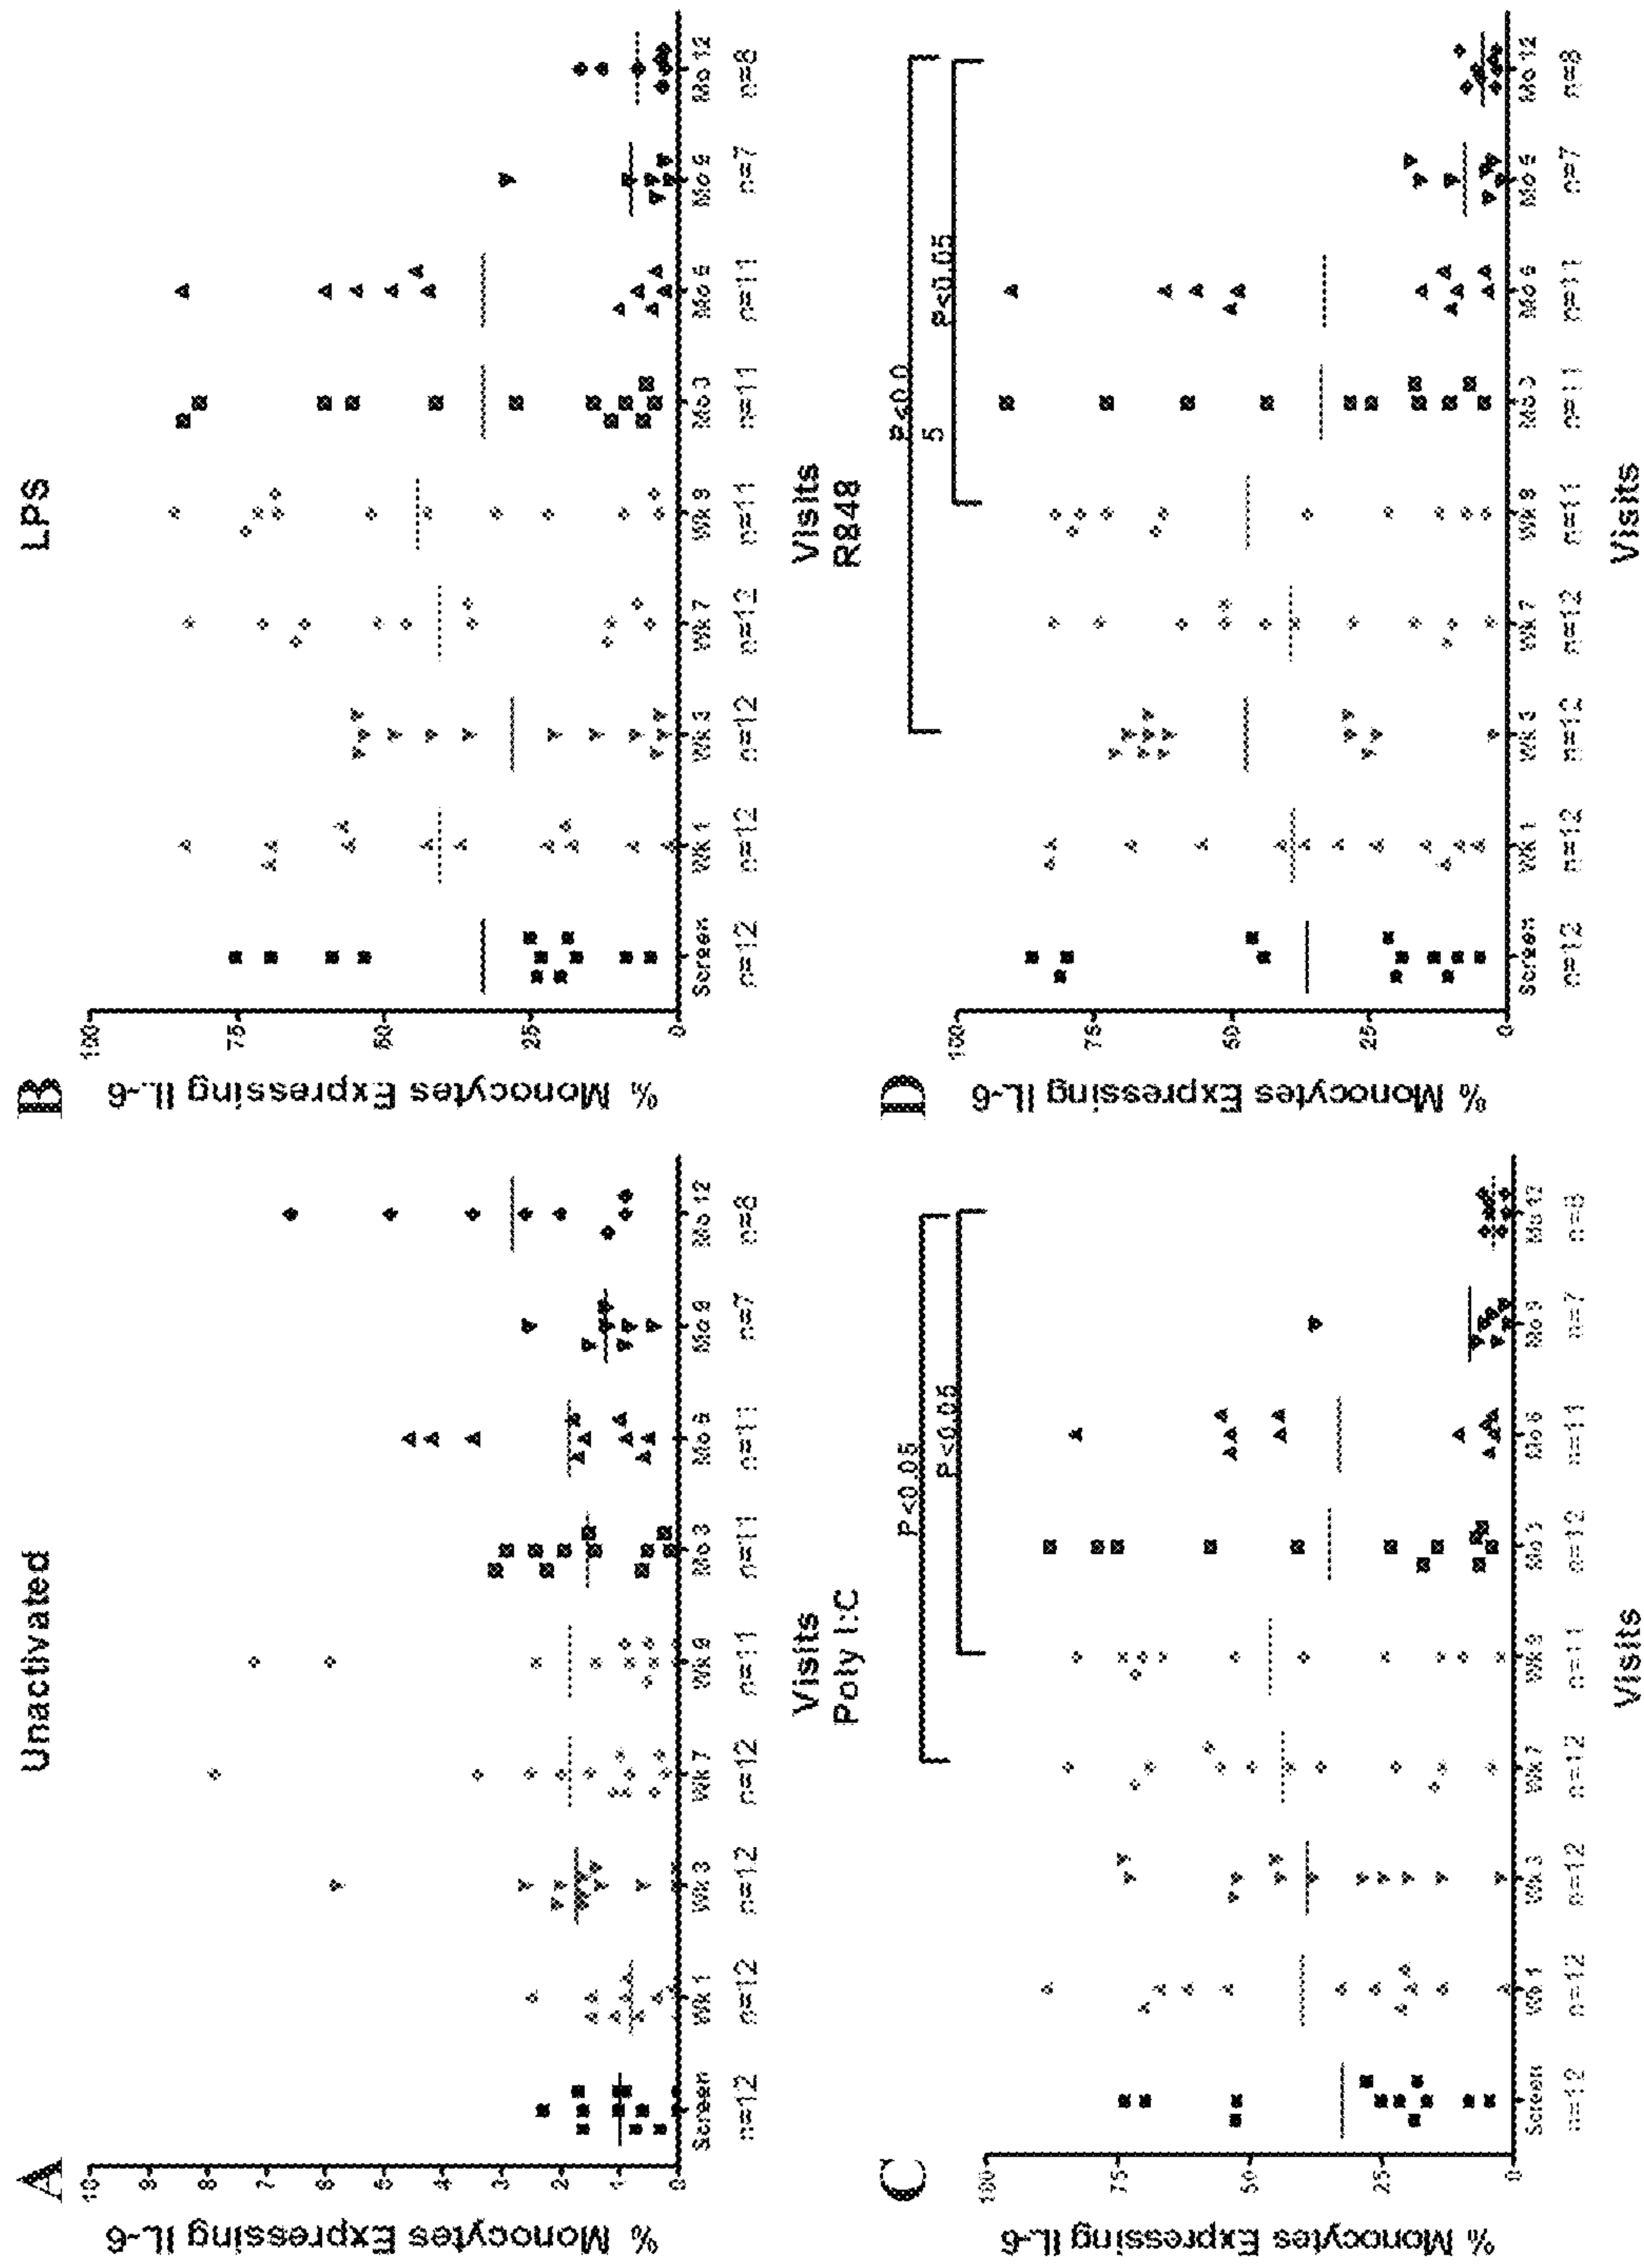 A
Unactivated
% Monocytes Expressing IL-6
10
9
8
7
6
5
4
3
2
1
0
Screen Wk 1 Wk 3 Wk 7 Wk 9 Mo 3 Mo 6 Mo 9 Mo 12
n=12 n=12 n=12 n=12 n=11 n=11 n=11 n=7 n=8
Visits
B
LPS
% Monocytes Expressing IL-6
100
75
50
25
0
Screen Wk 1 Wk 3 Wk 7 Wk 9 Mo 3 Mo 6 Mo 9 Mo 12
n=12 n=12 n=12 n=12 n=11 n=11 n=11 n=7 n=8
Visits
C
Poly I:C
P<0.05
P<0.05
% Monocytes Expressing IL-6
100
75
50
25
0
Screen Wk 1 Wk 3 Wk 7 Wk 9 Mo 3 Mo 6 Mo 9 Mo 12
n=12 n=12 n=12 n=12 n=11 n=12 n=11 n=7 n=8
Visits
D
R848
P<0.0
5
P<0.05
% Monocytes Expressing IL-6
100
75
50
25
0
Screen Wk 1 Wk 3 Wk 7 Wk 9 Mo 3 Mo 6 Mo 9 Mo 12
n=12 n=12 n=12 n=12 n=11 n=11 n=11 n=7 n=8
Visits